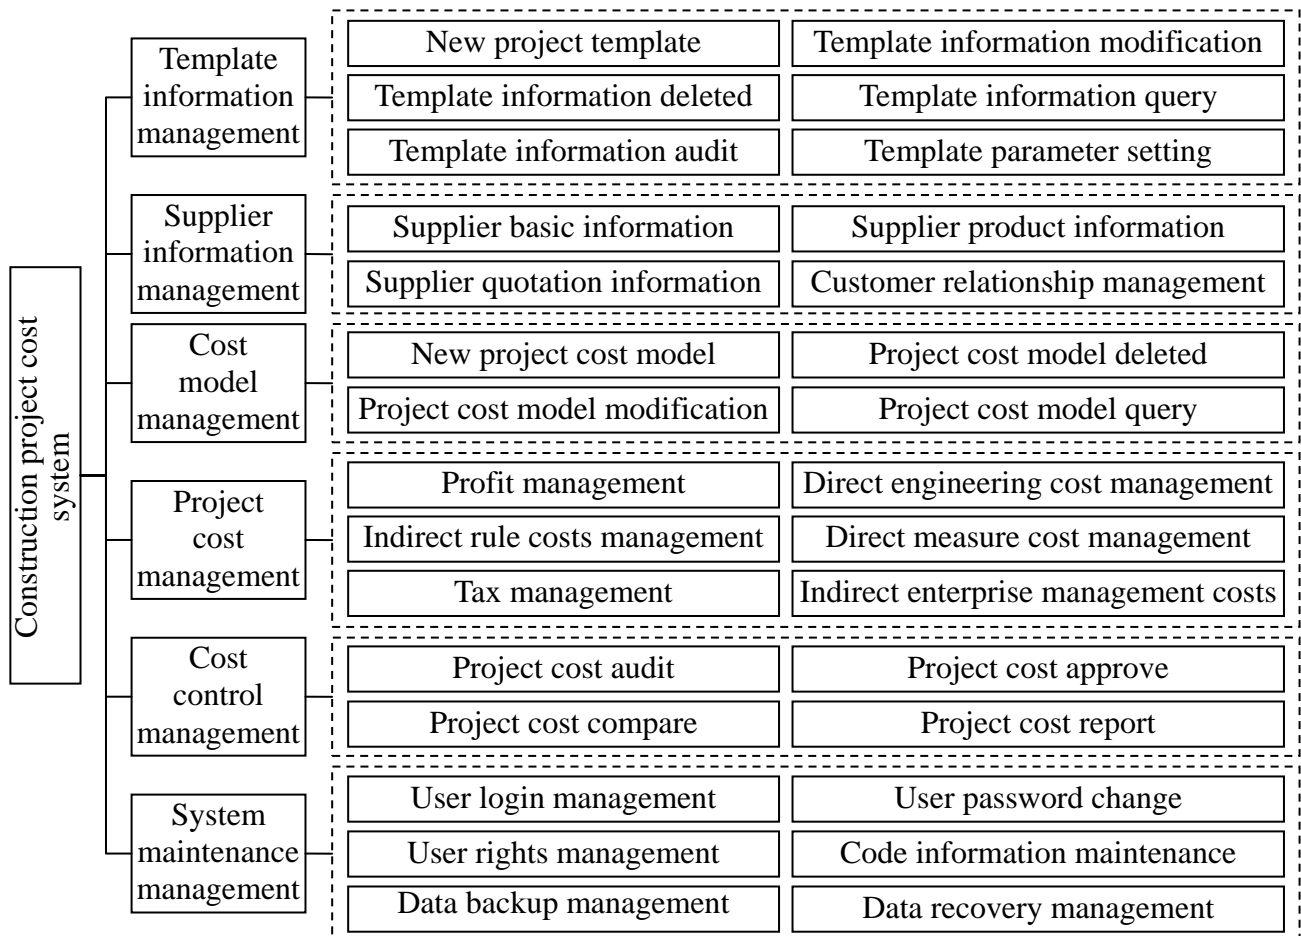 Construction project cost
system
Template
information
management
New project template
Template information modification
Template information deleted
Template information query
Template information audit
Template parameter setting
Supplier
information
management
Supplier basic information
Supplier product information
Supplier quotation information
Customer relationship management
Cost
model
management
New project cost model
Project cost model deleted
Project cost model modification
Project cost model query
Project
cost
management
Profit management
Direct engineering cost management
Indirect rule costs management
Direct measure cost management
Tax management
Indirect enterprise management costs
Cost
control
management
Project cost audit
Project cost approve
Project cost compare
Project cost report
System
maintenance
management
User login management
User password change
User rights management
Code information maintenance
Data backup management
Data recovery management